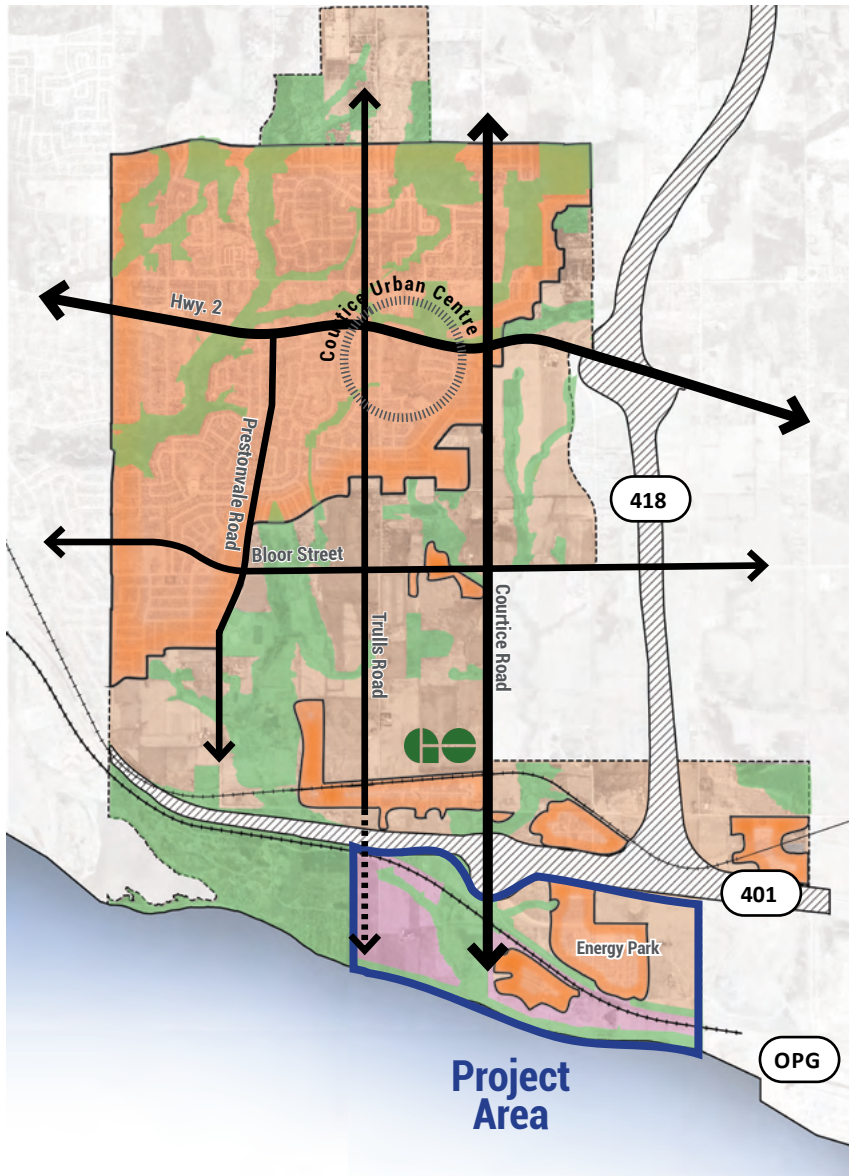 Courtice Urban Centre
Hwy. 2
Prestonvale Road
418
Bloor Street
Trulls Road
Courtice Road
GO
401
Energy Park
OPG
Project
Area